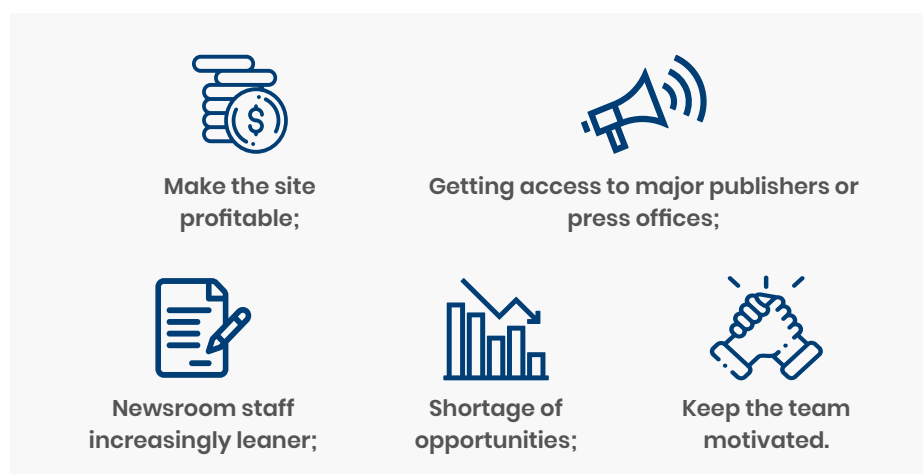 $
Make the site
profitable;
Getting access to major publishers or
press offices;
Newsroom staff
increasingly leaner;
Shortage of
opportunities;
Keep the team
motivated.